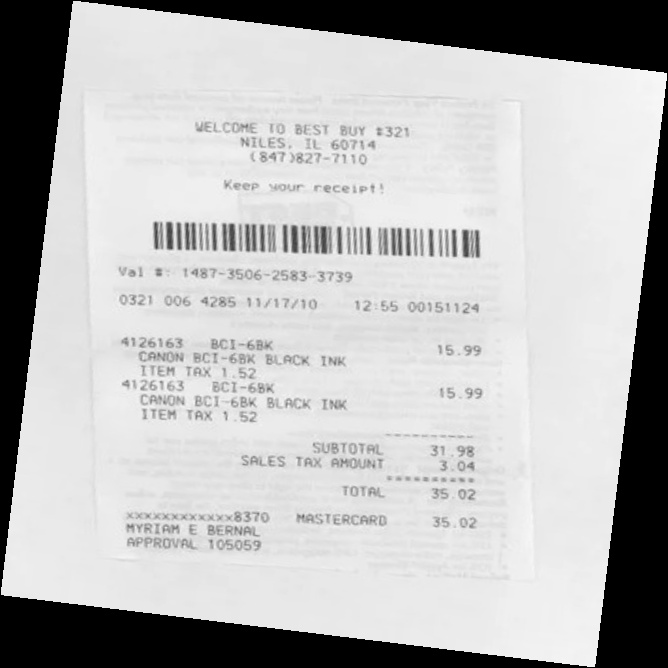 WELCOME TO BEST BUY #321
NILES, IL 60714
(847)827-7110
Keep your receipt!
Val #: 1487-3506-2583-3739
0321 006 4285 11/17/10 12:55 00151124
4126163 BCI-6BK 15.99
CANON BCI-6BK BLACK INK
ITEM TAX 1.52
4126163 BCI-6BK 15.99
CANON BCI-6BK BLACK INK
ITEM TAX 1.52
----------
SUBTOTAL 31.98
SALES TAX AMOUNT 3.04
==========
TOTAL 35.02
xxxxxxxxxxxx8370 MASTERCARD 35.02
MYRIAM E BERNAL
APPROVAL 105059